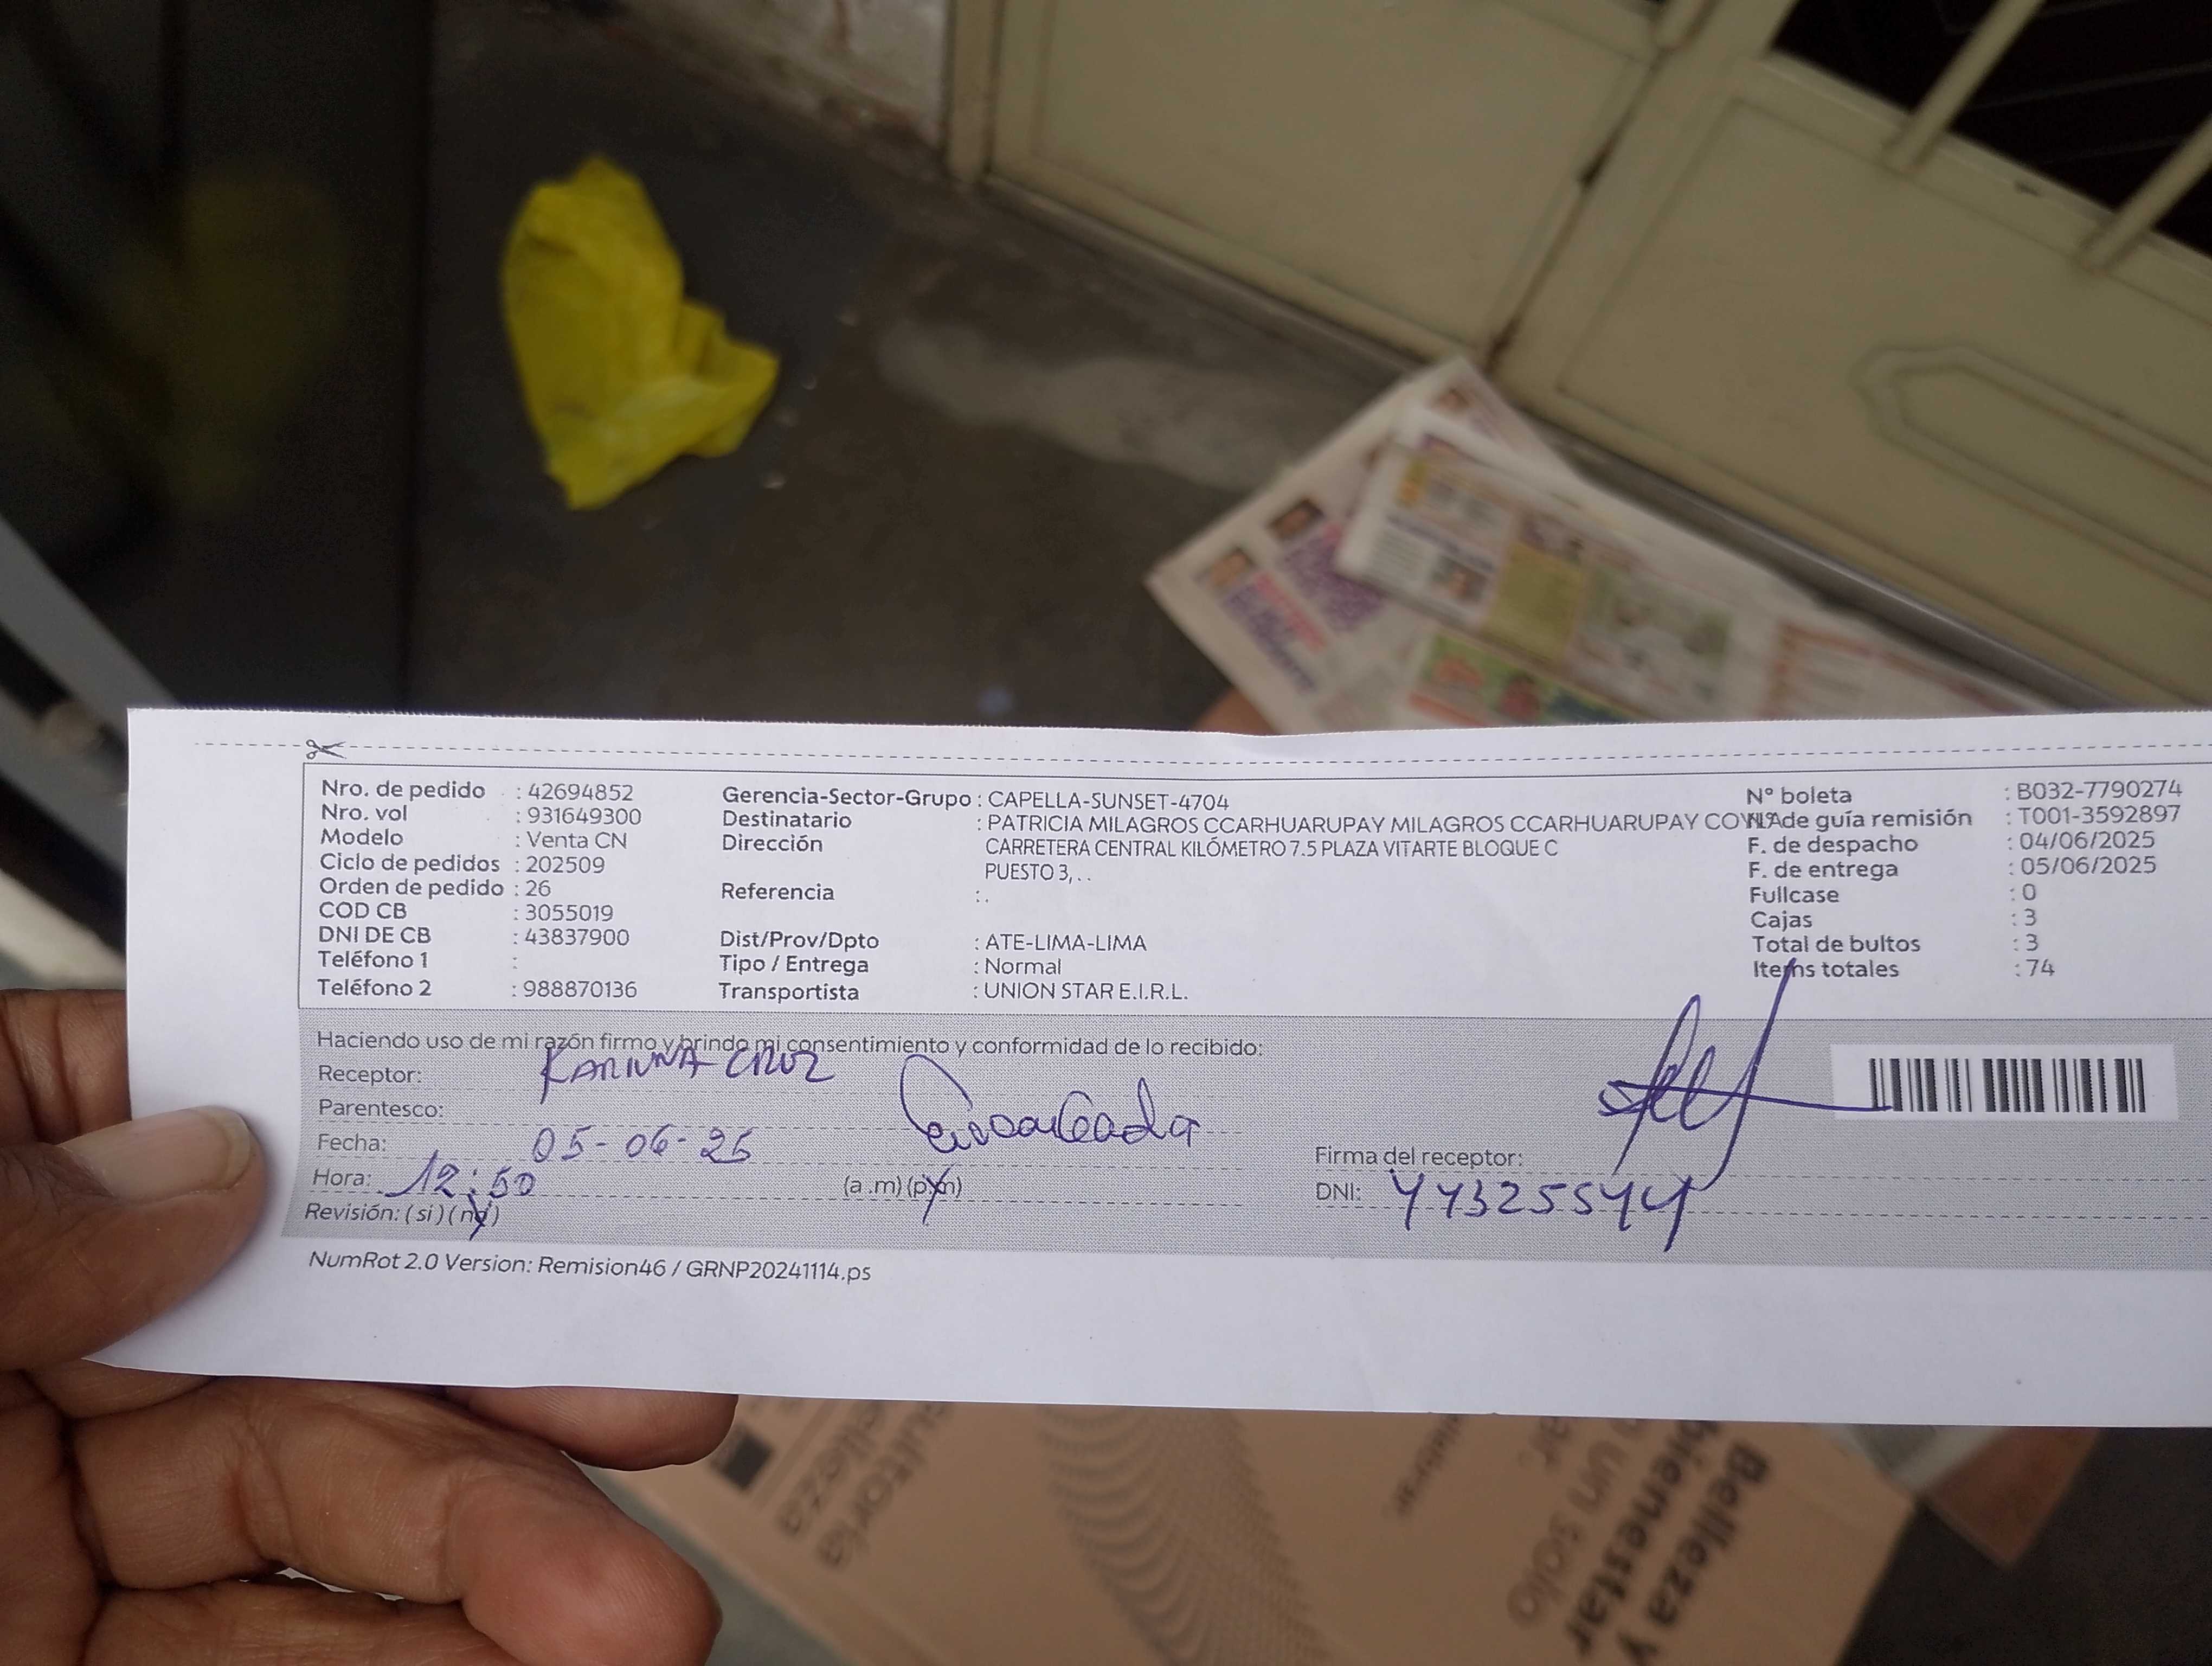 Nro. de pedido : 42694852
Nro. vol : 931649300
Modelo : Venta CN
Ciclo de pedidos : 202509
Orden de pedido : 26
COD CB : 3055019
DNI DE CB : 43837900
Teléfono 1 :
Teléfono 2 : 988870136
Gerencia-Sector-Grupo : CAPELLA-SUNSET-4704
Destinatario : PATRICIA MILAGROS CCARHUARUPAY MILAGROS CCARHUARUPAY
Dirección CARRETERA CENTRAL KILÓMETRO 7.5 PLAZA VITARTE BLOQUE C
PUESTO 3, . .
Referencia : .
Dist/Prov/Dpto : ATE-LIMA-LIMA
Tipo / Entrega : Normal
Transportista : UNION STAR E.I.R.L.
N° boleta : B032-7790274
de guía remisión : T001-3592897
F. de despacho : 04/06/2025
F. de entrega : 05/06/2025
Fullcase : 0
Cajas : 3
Total de bultos : 3
Items totales : 74
Haciendo uso de mi razón firmo y brindo mi consentimiento y conformidad de lo recibido:
Receptor: CRUZ
Parentesco:
Fecha: 05-06-25
Hora: 12:50 (a .m) (p.m)
Revisión: ( si ) ( no )
Firma del receptor:
DNI: 44325544
NumRot 2.0 Version: Remision46 / GRNP20241114.ps
Belleza y
bienestar
un solo